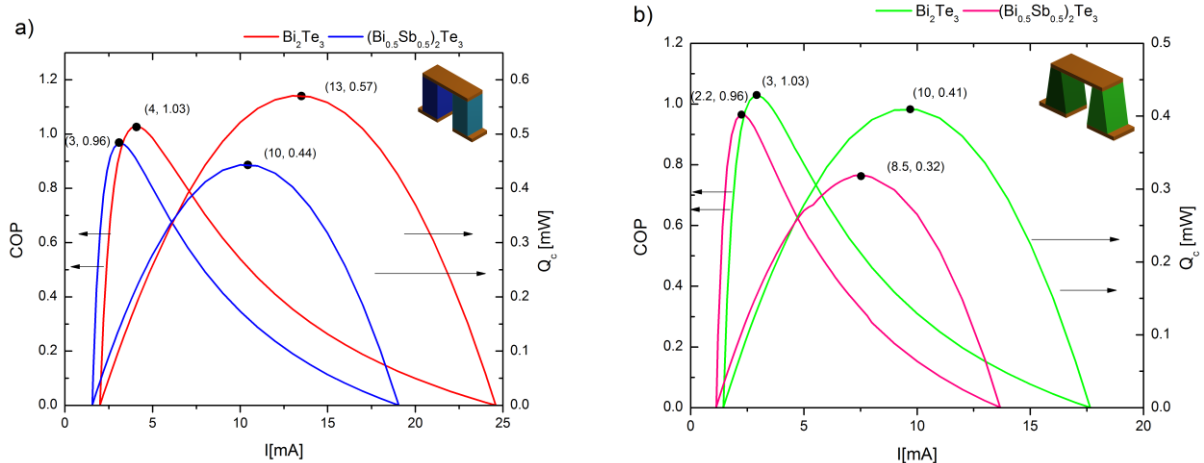 a)
Bi₂Te₃ (Bi₀.₅Sb₀.₅)₂Te₃
1.2
1.0
0.8
0.6
0.4
0.2
0.0
COP
(3, 0.96)
(4, 1.03)
(13, 0.57)
(10, 0.44)
0.6
0.5
0.4
0.3
0.2
0.1
0.0
Q_c [mW]
0 5 10 15 20 25
I[mA]
b)
Bi₂Te₃ (Bi₀.₅Sb₀.₅)₂Te₃
1.2
1.0
0.8
0.6
0.4
0.2
0.0
COP
(2.2, 0.96)
(3, 1.03)
(10, 0.41)
(8.5, 0.32)
0.5
0.4
0.3
0.2
0.1
0.0
Q_c [mW]
0 5 10 15 20
I[mA]